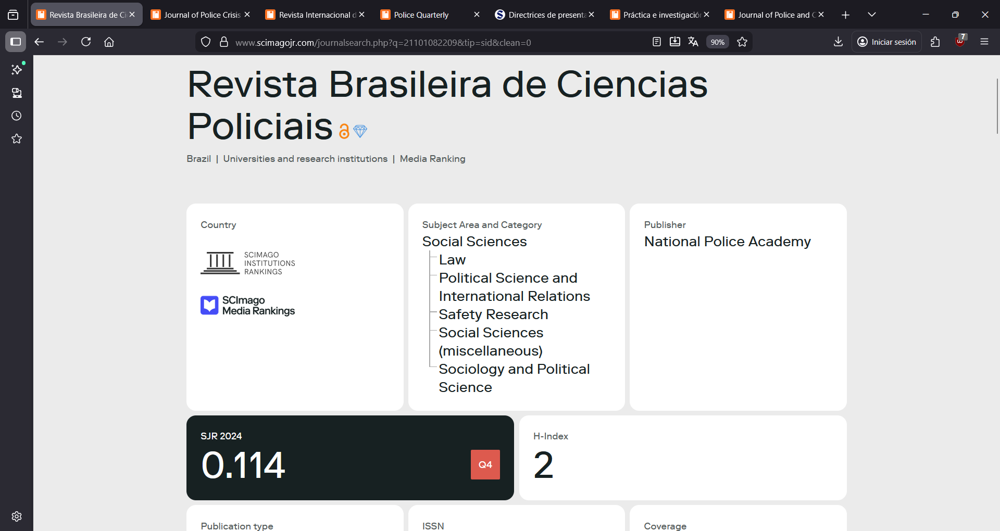 Revista Brasileira de Ci
Journal of Police Crisis
Revista Internacional d
Police Quarterly
Directrices de presenta
Práctica e investigación
Journal of Police and C
www.scimagojr.com/journalsearch.php?q=21101082209&tip=sid&clean=0
90%
Iniciar sesión
7
Revista Brasileira de Ciencias
Policiais
Brazil | Universities and research institutions | Media Ranking
Country
SCIMAGO
INSTITUTIONS
RANKINGS
SCImago
Media Rankings
Subject Area and Category
Social Sciences
Law
Political Science and
International Relations
Safety Research
Social Sciences
(miscellaneous)
Sociology and Political
Science
Publisher
National Police Academy
SJR 2024
0.114
Q4
H-Index
2
Publication type
ISSN
Coverage